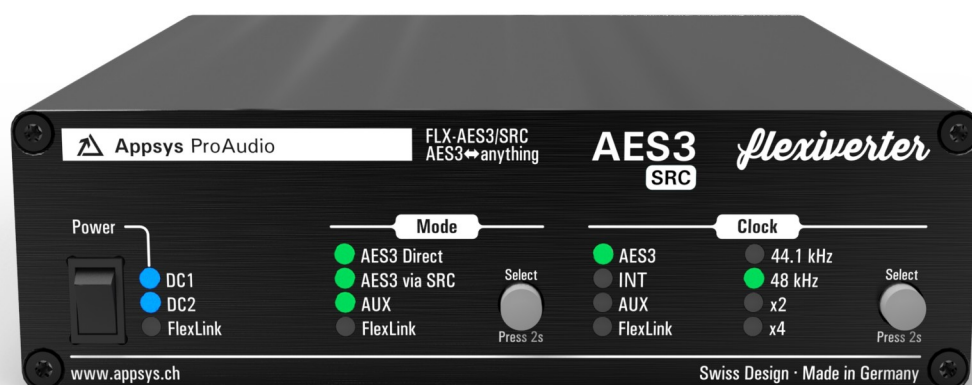 Appsys ProAudio
FLX-AES3/SRC
AES3⬌anything
AES3
SRC
flexiverter
Power
DC1
DC2
FlexLink
Mode
AES3 Direct
AES3 via SRC
AUX
FlexLink
Select
Press 2s
Clock
AES3
INT
AUX
FlexLink
44.1 kHz
48 kHz
x2
x4
Select
Press 2s
www.appsys.ch
Swiss Design · Made in Germany